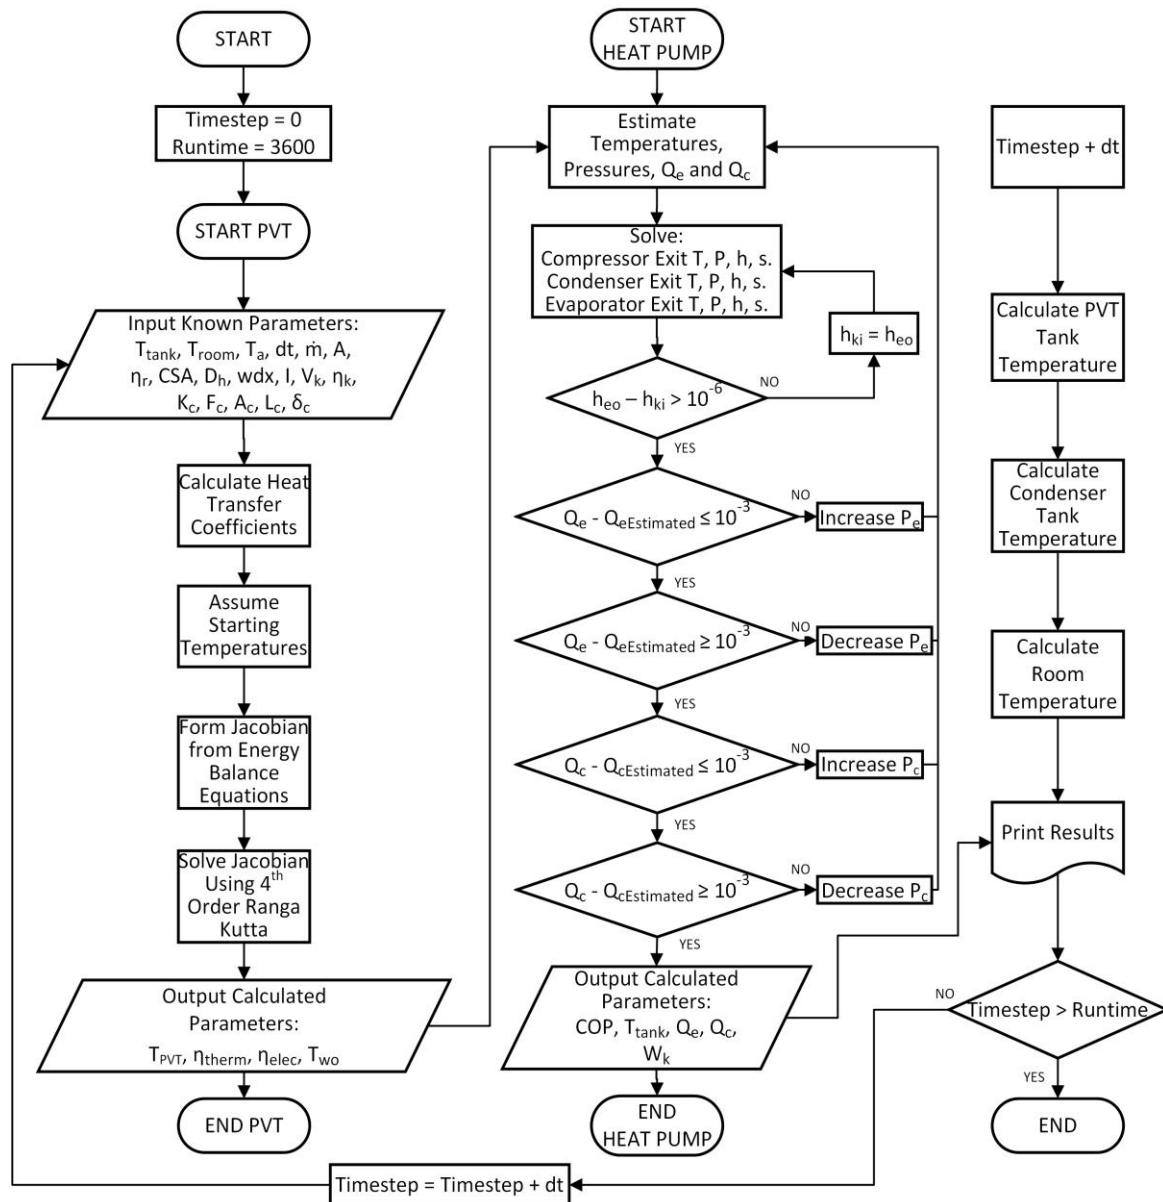 START
Timestep = 0
Runtime = 3600
START PVT
Input Known Parameters:
T_tank, T_room, T_a, dt, ṁ, A,
η_r, CSA, D_h, wdx, I, V_k, η_k,
K_c, F_c, A_c, L_c, δ_c
Calculate Heat
Transfer
Coefficients
Assume
Starting
Temperatures
Form Jacobian
from Energy
Balance
Equations
Solve Jacobian
Using 4^th
Order Ranga
Kutta
Output Calculated
Parameters:
T_PVT, η_therm, η_elec, T_wo
END PVT
START
HEAT PUMP
Estimate
Temperatures,
Pressures, Q_e and Q_c
Solve:
Compressor Exit T, P, h, s.
Condenser Exit T, P, h, s.
Evaporator Exit T, P, h, s.
h_ki = h_eo
h_eo – h_ki > 10^-6
NO
YES
Q_e - Q_eEstimated ≤ 10^-3
NO
Increase P_e
YES
Q_e - Q_eEstimated ≥ 10^-3
NO
Decrease P_e
YES
Q_c - Q_cEstimated ≤ 10^-3
NO
Increase P_c
YES
Q_c - Q_cEstimated ≥ 10^-3
NO
Decrease P_c
YES
Output Calculated
Parameters:
COP, T_tank, Q_e, Q_c,
W_k
END
HEAT PUMP
Timestep + dt
Calculate PVT
Tank
Temperature
Calculate
Condenser
Tank
Temperature
Calculate
Room
Temperature
Print Results
NO
Timestep > Runtime
YES
END
Timestep = Timestep + dt